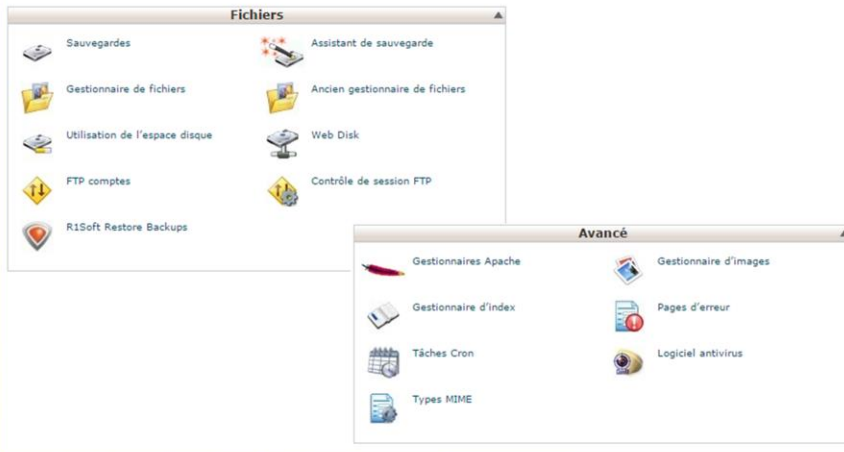 Fichiers
Sauvegardes
Assistant de sauvegarde
Gestionnaire de fichiers
Ancien gestionnaire de fichiers
Utilisation de l'espace disque
Web Disk
FTP comptes
Contrôle de session FTP
R1Soft Restore Backups
Avancé
Gestionnaires Apache
Gestionnaire d'images
Gestionnaire d'index
Pages d'erreur
Tâches Cron
Logiciel antivirus
Types MIME